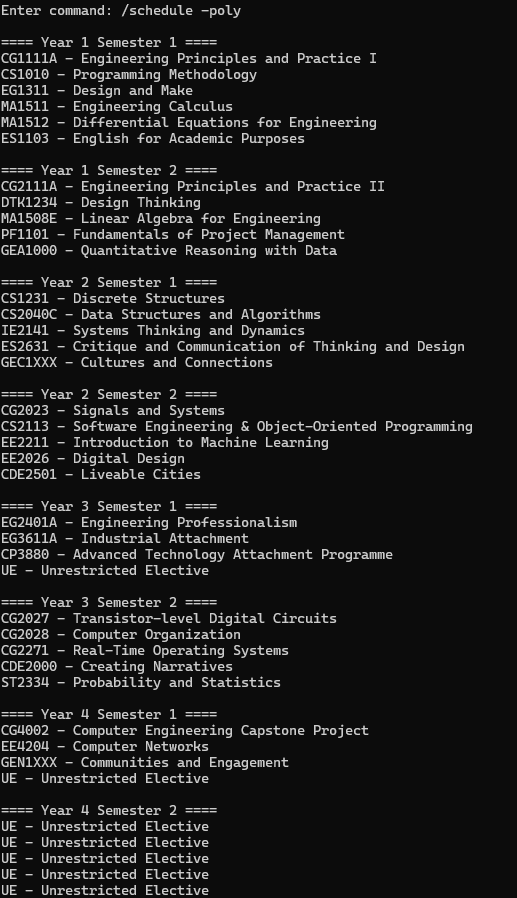 Enter command: /schedule -poly
==== Year 1 Semester 1 ====
CG1111A - Engineering Principles and Practice I
CS1010 - Programming Methodology
EG1311 - Design and Make
MA1511 - Engineering Calculus
MA1512 - Differential Equations for Engineering
ES1103 - English for Academic Purposes
==== Year 1 Semester 2 ====
CG2111A - Engineering Principles and Practice II
DTK1234 - Design Thinking
MA1508E - Linear Algebra for Engineering
PF1101 - Fundamentals of Project Management
GEA1000 - Quantitative Reasoning with Data
==== Year 2 Semester 1 ====
CS1231 - Discrete Structures
CS2040C - Data Structures and Algorithms
IE2141 - Systems Thinking and Dynamics
ES2631 - Critique and Communication of Thinking and Design
GEC1XXX - Cultures and Connections
==== Year 2 Semester 2 ====
CG2023 - Signals and Systems
CS2113 - Software Engineering & Object-Oriented Programming
EE2211 - Introduction to Machine Learning
EE2026 - Digital Design
CDE2501 - Liveable Cities
==== Year 3 Semester 1 ====
EG2401A - Engineering Professionalism
EG3611A - Industrial Attachment
CP3880 - Advanced Technology Attachment Programme
UE - Unrestricted Elective
==== Year 3 Semester 2 ====
CG2027 - Transistor-level Digital Circuits
CG2028 - Computer Organization
CG2271 - Real-Time Operating Systems
CDE2000 - Creating Narratives
ST2334 - Probability and Statistics
==== Year 4 Semester 1 ====
CG4002 - Computer Engineering Capstone Project
EE4204 - Computer Networks
GEN1XXX - Communities and Engagement
UE - Unrestricted Elective
==== Year 4 Semester 2 ====
UE - Unrestricted Elective
UE - Unrestricted Elective
UE - Unrestricted Elective
UE - Unrestricted Elective
UE - Unrestricted Elective